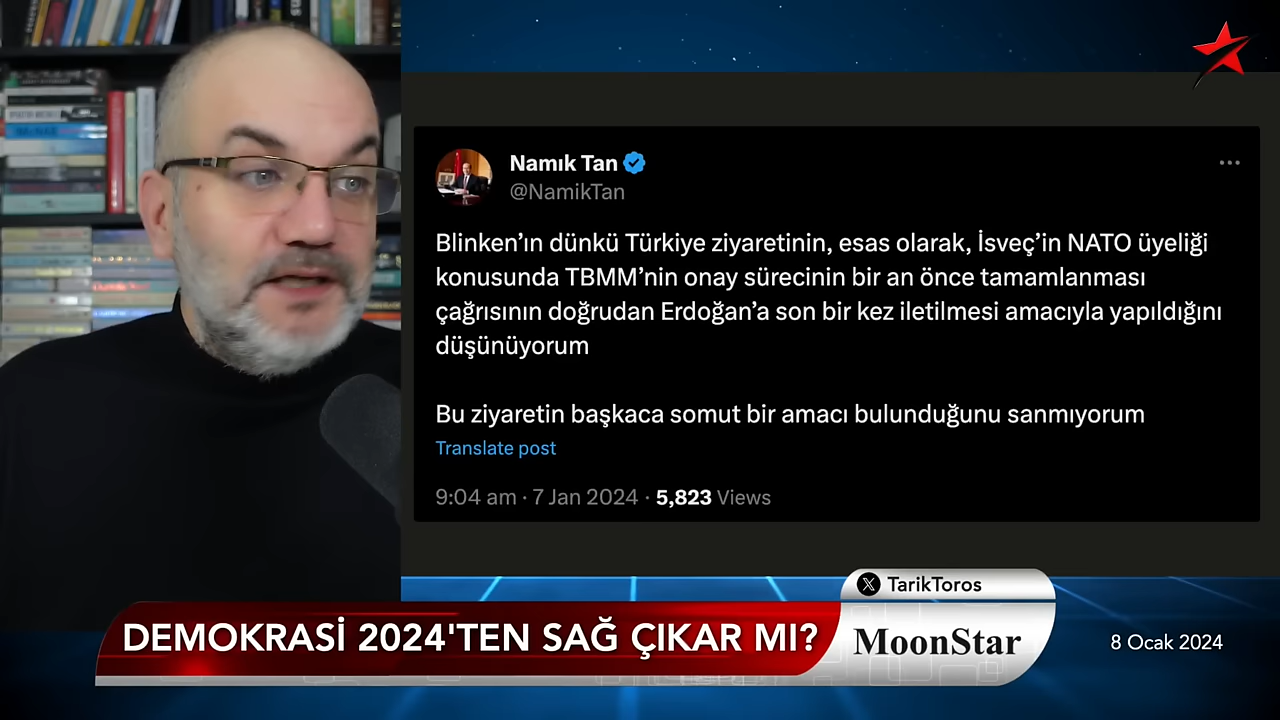 Namık Tan
@NamikTan
Blinken’ın dünkü Türkiye ziyaretinin, esas olarak, İsveç’in NATO üyeliği
konusunda TBMM’nin onay sürecinin bir an önce tamamlanması
çağrısının doğrudan Erdoğan’a son bir kez iletilmesi amacıyla yapıldığını
düşünüyorum
Bu ziyaretin başkaca somut bir amacı bulunduğunu sanmıyorum
Translate post
9:04 am · 7 Jan 2024 · 5,823 Views
TarikToros
DEMOKRASİ 2024'TEN SAĞ ÇIKAR MI?
MoonStar
8 Ocak 2024